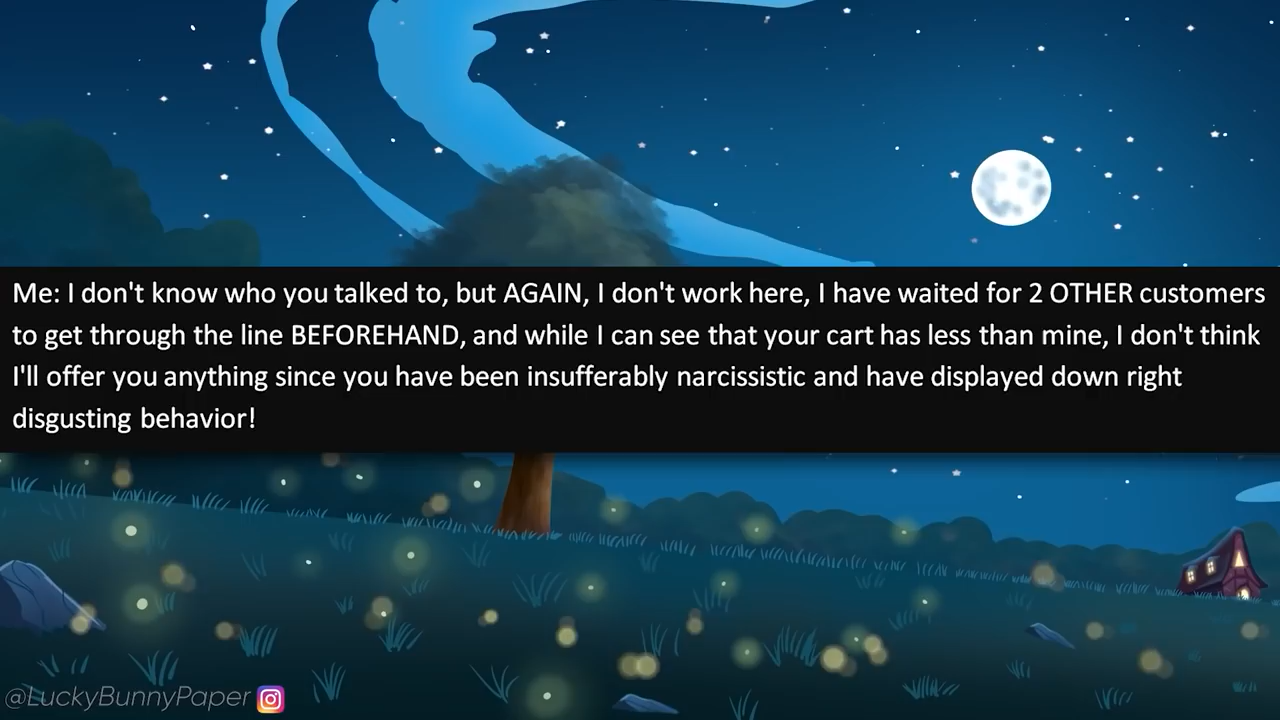 Me: I don't know who you talked to, but AGAIN, I don't work here, I have waited for 2 OTHER customers
to get through the line BEFOREHAND, and while I can see that your cart has less than mine, I don't think
I'll offer you anything since you have been insufferably narcissistic and have displayed down right
disgusting behavior!
@LuckyBunnyPaper